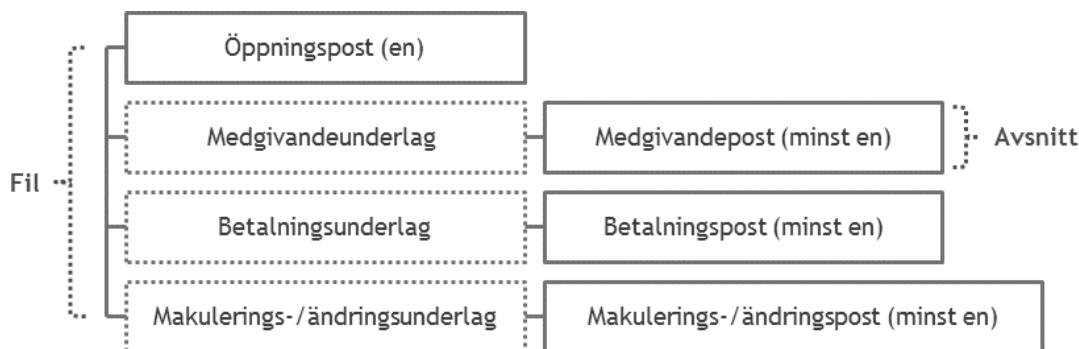 Öppningspost (en)
Medgivandeunderlag
Medgivandepost (minst en)
Avsnitt
Fil
Betalningsunderlag
Betalningspost (minst en)
Makulerings-/ändringsunderlag
Makulerings-/ändringspost (minst en)